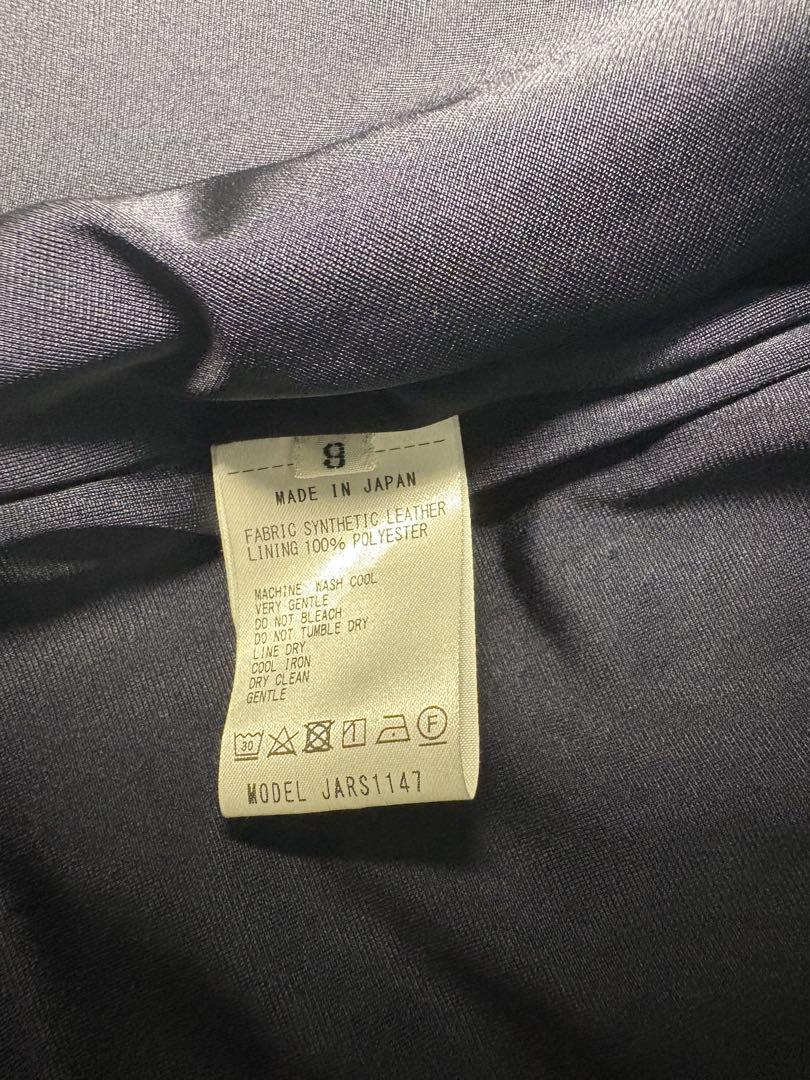 9
MADE IN JAPAN
FABRIC SYNTHETIC LEATHER
LINING 100% POLYESTER
MACHINE WASH COOL
VERY GENTLE
DO NOT BLEACH
DO NOT TUMBLE DRY
LINE DRY
COOL IRON
DRY CLEAN
GENTLE
30 F
MODEL JARS1147